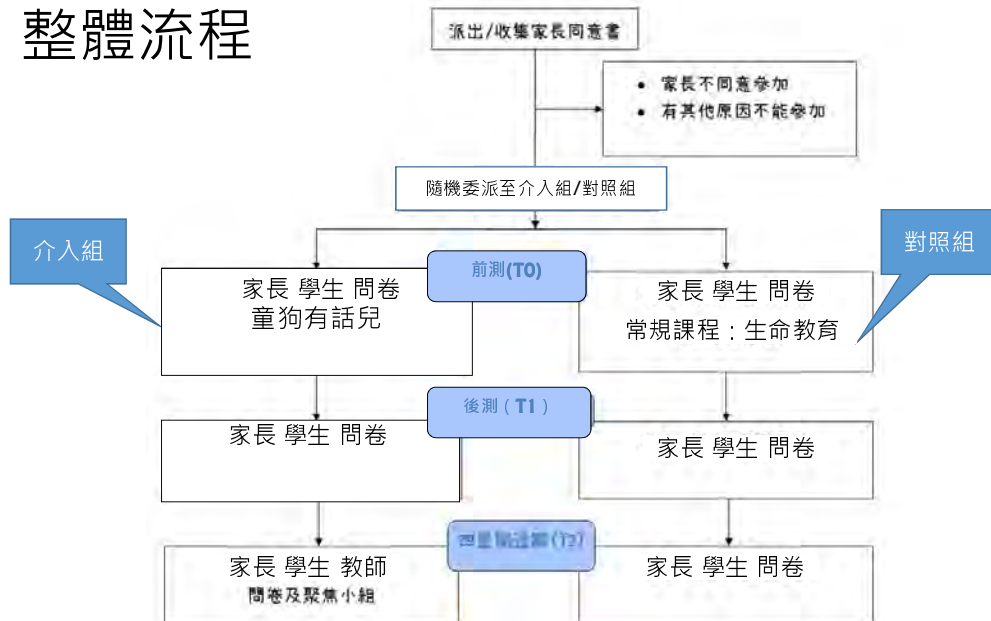 整體流程
派出/收集家長同意書
• 家長不同意參加
• 有其他原因不能參加
隨機委派至介入組/對照組
介入組
對照組
前測(T0)
家長 學生 問卷
童狗有話兒
家長 學生 問卷
常規課程：生命教育
後測（T1）
家長 學生 問卷
家長 學生 問卷
家長 學生 教師
問卷及聚焦小組
家長 學生 問卷